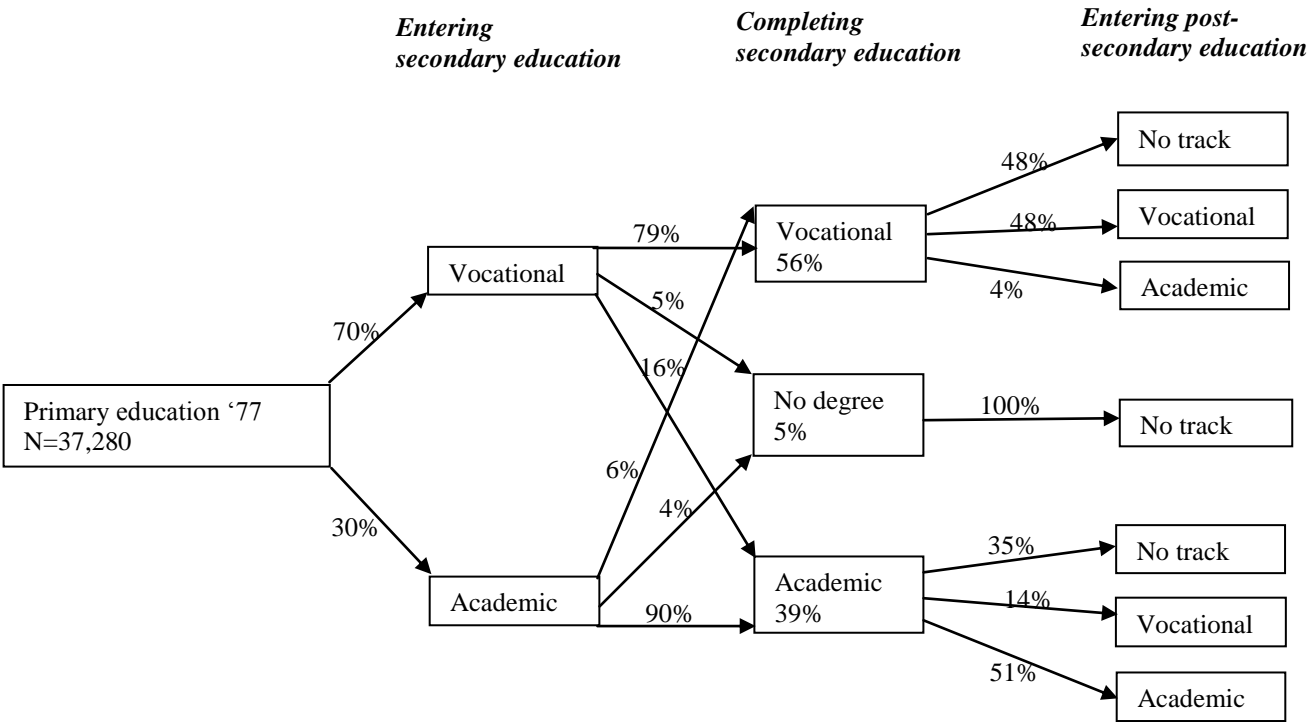 Entering
secondary education
Completing
secondary education
Entering post-
secondary education
No track
48%
Vocational
56%
48%
Vocational
79%
Vocational
4%
Academic
5%
70%
16%
Primary education ‘77
N=37,280
No degree
5%
100%
No track
6%
4%
30%
35%
No track
Academic
90%
Academic
39%
14%
Vocational
51%
Academic